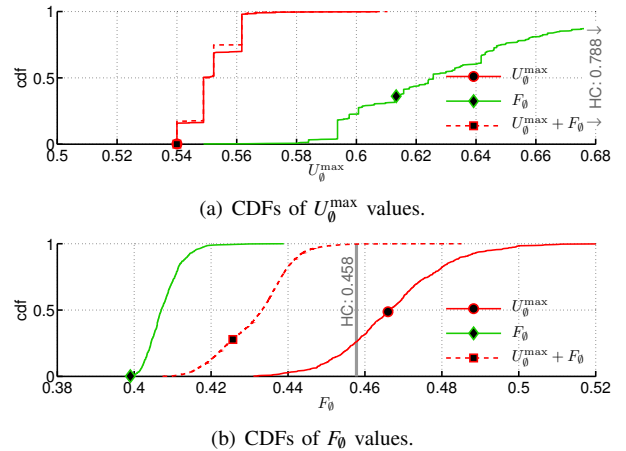 1
0.5
0
cdf
0.5 0.52 0.54 0.56 0.58 0.6 0.62 0.64 0.66 0.68
U∅^max
U∅^max
F∅
U∅^max + F∅
HC: 0.788
(a) CDFs of U∅^max values.
1
0.5
0
cdf
0.38 0.4 0.42 0.44 0.46 0.48 0.5 0.52
F∅
HC: 0.458
U∅^max
F∅
U∅^max + F∅
(b) CDFs of F∅ values.